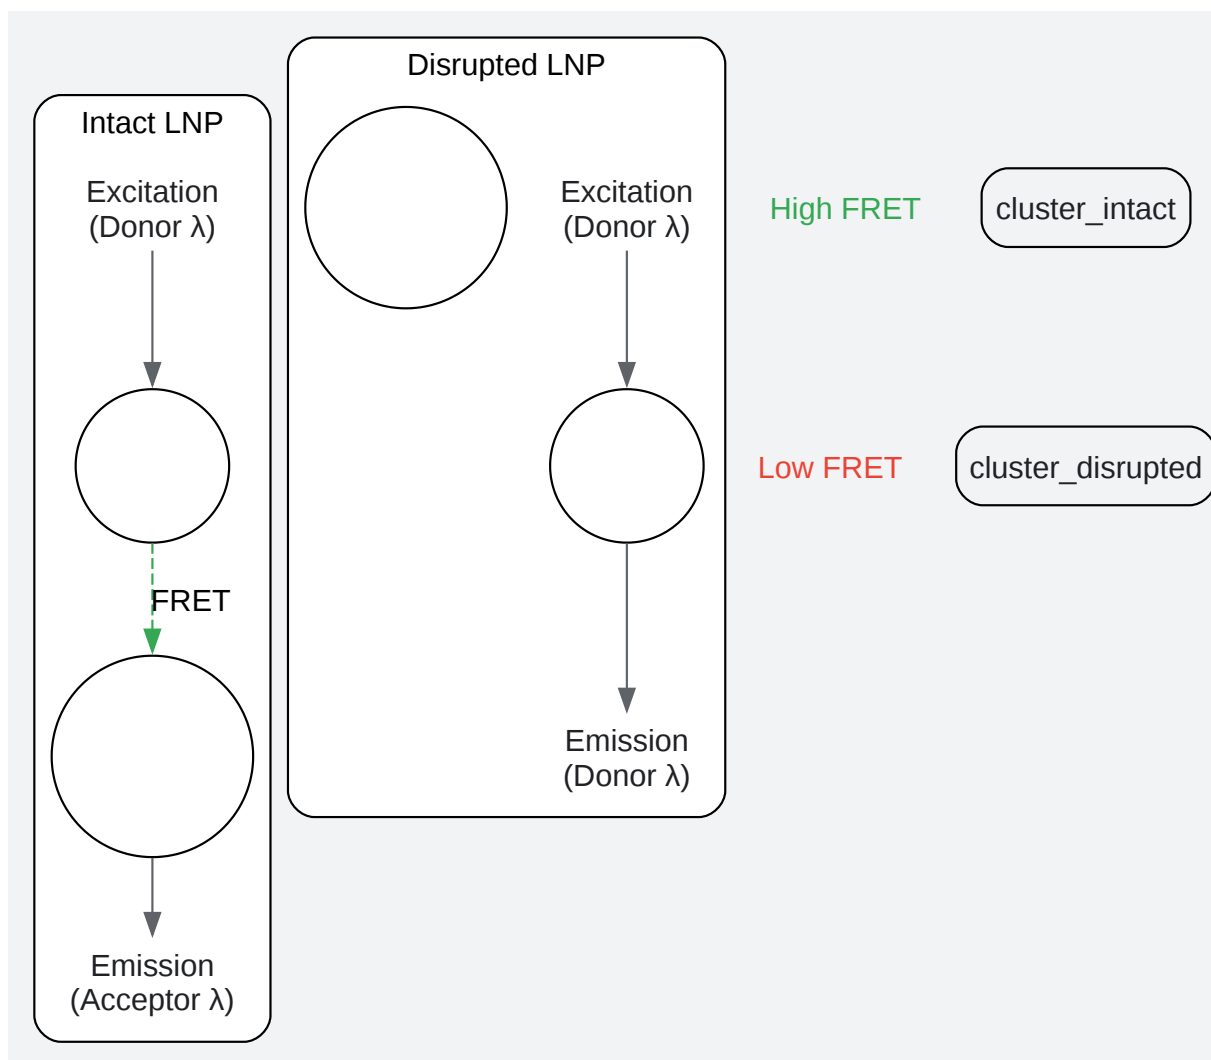 Intact LNP
Excitation
(Donor λ)
FRET
Emission
(Acceptor λ)
Disrupted LNP
Excitation
(Donor λ)
Emission
(Donor λ)
High FRET
cluster_intact
Low FRET
cluster_disrupted